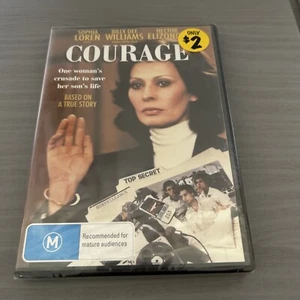 SOPHIA BILLY DEE HECTOR
LOREN WILLIAMS ELIZONDO
ONLY
$2
COURAGE
One woman's
crusade to save
her son's life
BASED ON
A TRUE STORY
TOP SECRET
M
Recommended for
mature audiences